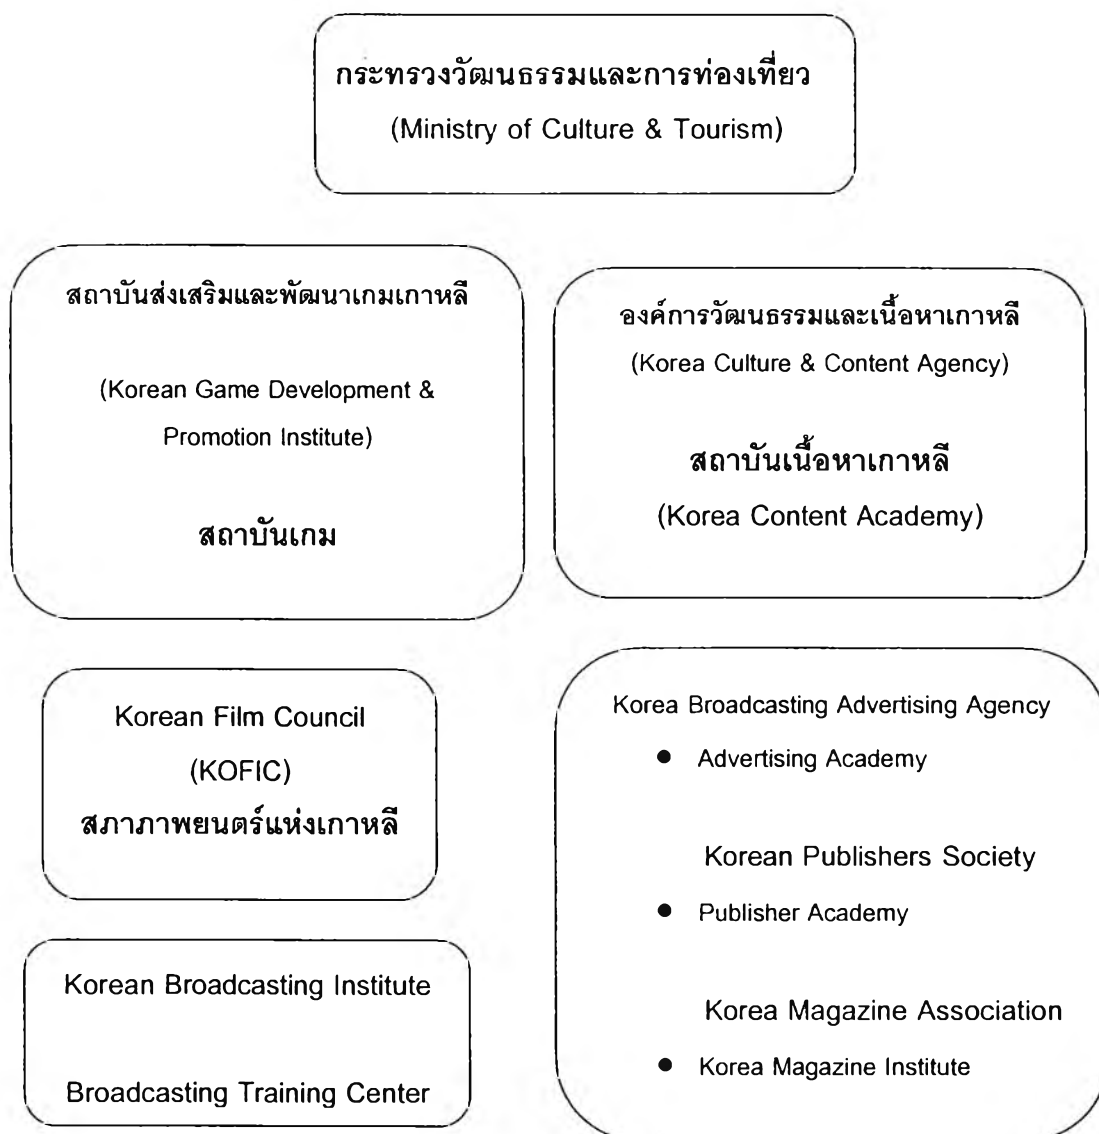 กระทรวงวัฒนธรรมและการท่องเที่ยว
(Ministry of Culture & Tourism)
สถาบันส่งเสริมและพัฒนาเกมเกาหลี
(Korean Game Development &
Promotion Institute)
สถาบันเกม
องค์การวัฒนธรรมและเนื้อหาเกาหลี
(Korea Culture & Content Agency)
สถาบันเนื้อหาเกาหลี
(Korea Content Academy)
Korean Film Council
(KOFIC)
สภาภาพยนตร์แห่งเกาหลี
Korea Broadcasting Advertising Agency
● Advertising Academy
Korean Publishers Society
● Publisher Academy
Korea Magazine Association
● Korea Magazine Institute
Korean Broadcasting Institute
Broadcasting Training Center